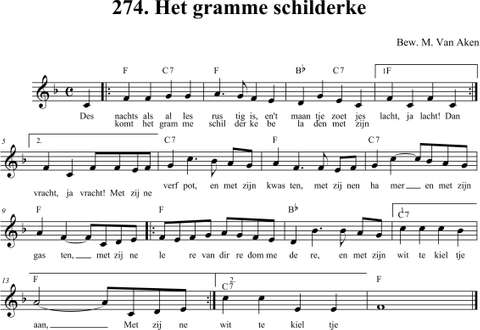 274. Het gramme schilderke
Bew. M. Van Aken
F C7 F B♭ C7 1F
Des nachts als al les rus tig is, en't maan tje zoet jes lacht, ja lacht! Dan
komt het gram me schil der ke be la den met zijn
5 2. C7 F C7
vracht, ja vracht! Met zij ne verf pot, en met zijn kwas ten, met zij nen ha mer en met zijn
9 F F B♭ 1. C7
gas ten, met zij ne le re van dir re dom me de re, en met zijn wit te kiel tje
13 F 2. C7 F
aan, Met zij ne wit te kiel tje